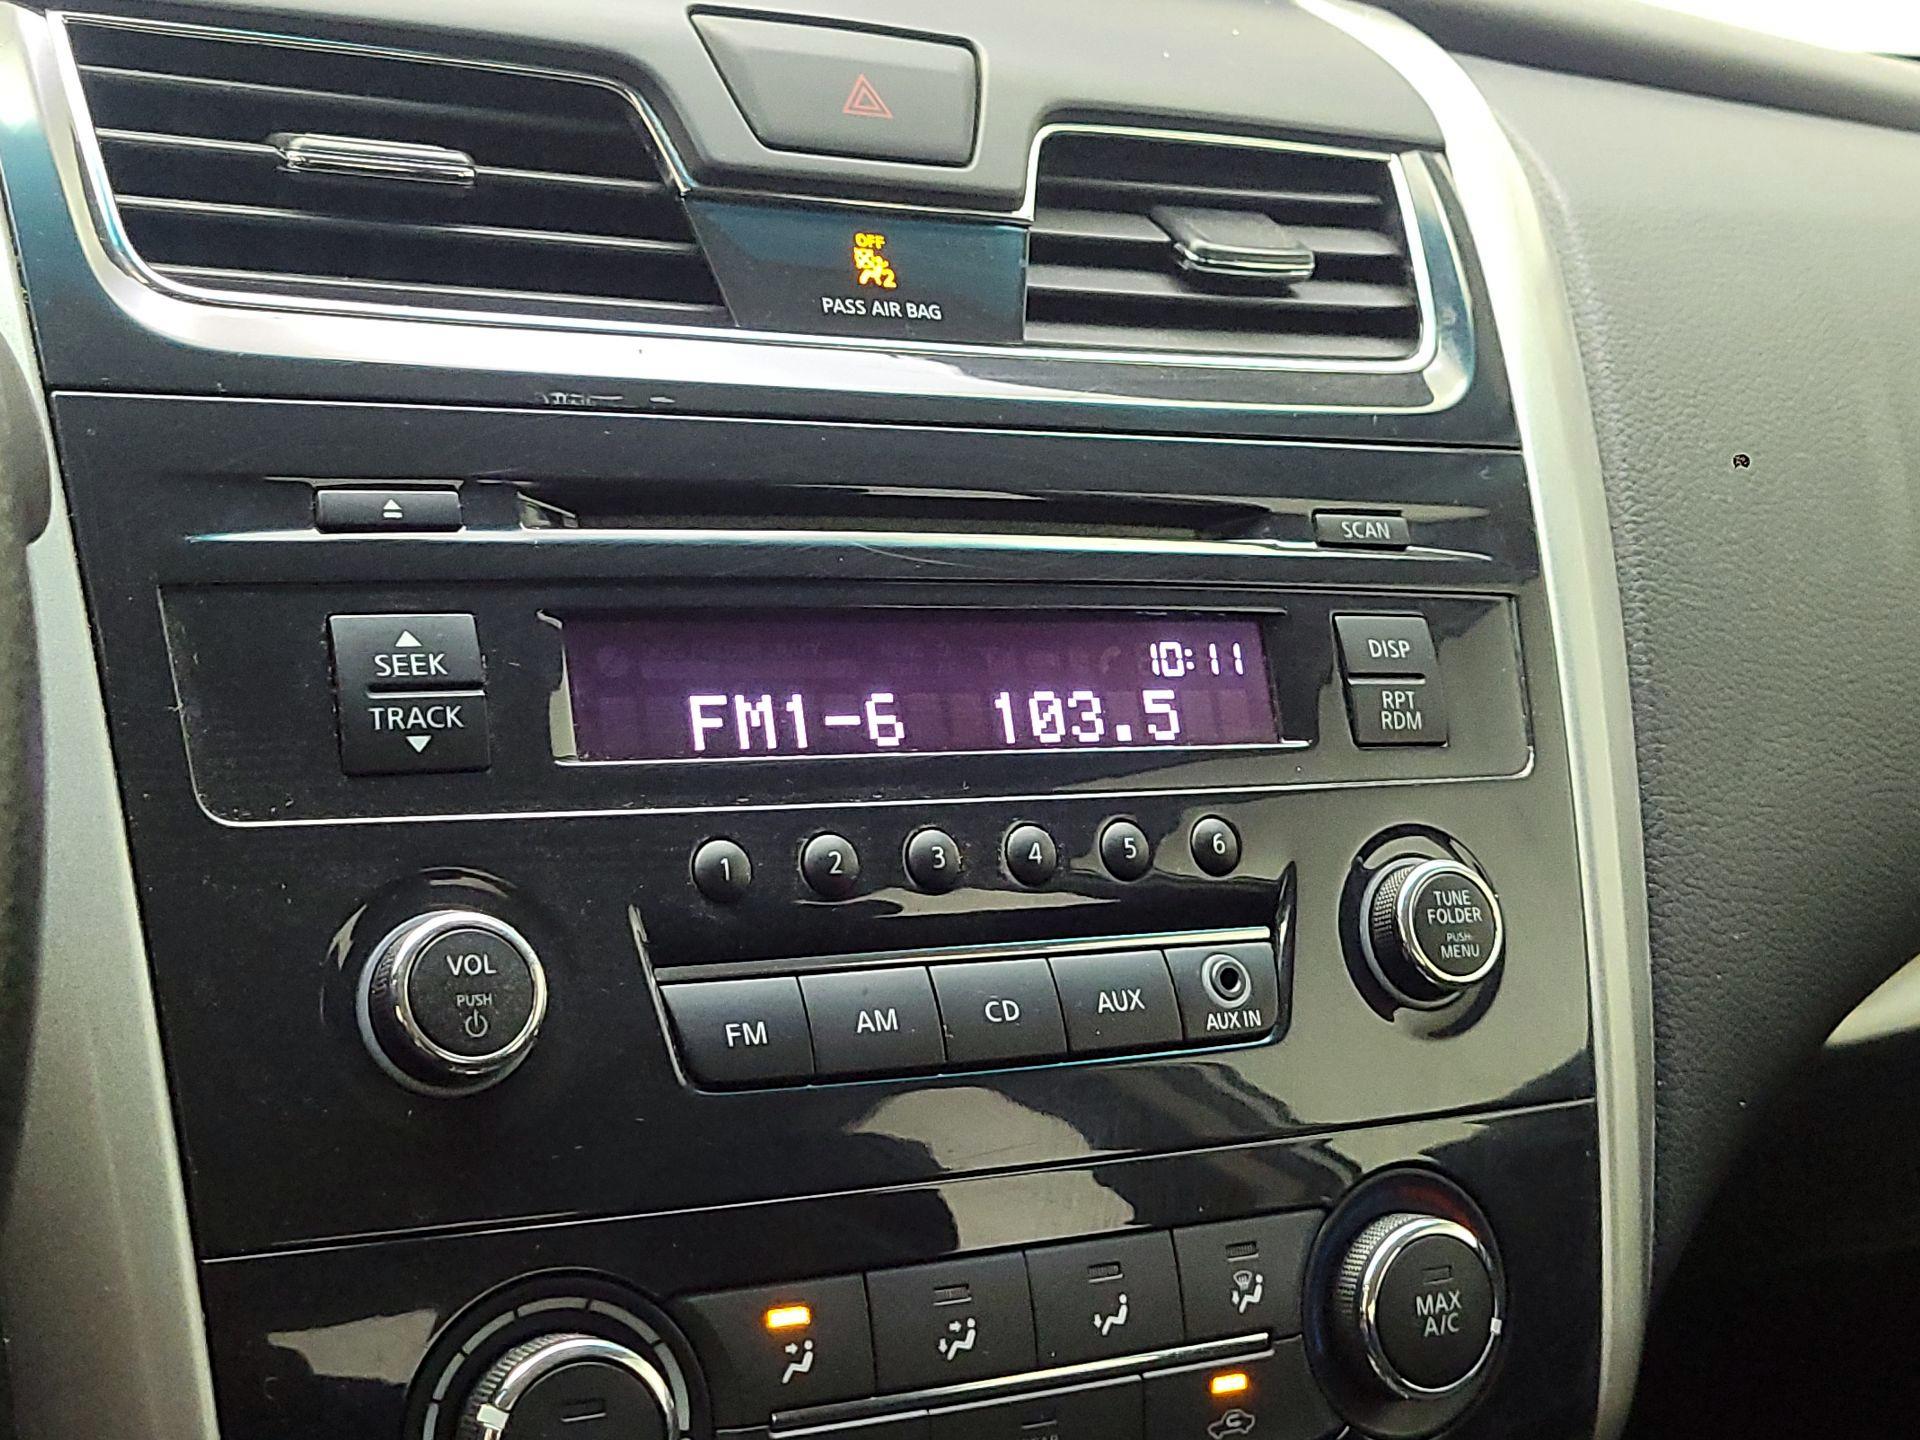 OFF
2
PASS AIR BAG
SCAN
SEEK
TRACK
10:11
FM1-6 103.5
DISP
RPT
RDM
1 2 3 4 5 6
VOL
PUSH
TUNE
FOLDER
PUSH
MENU
FM AM CD AUX AUX IN
MAX
A/C